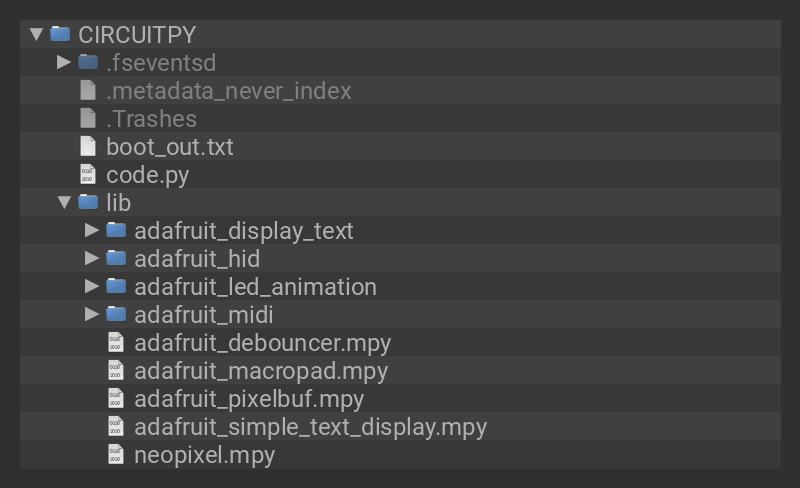 CIRCUITPY
.fseventsd
.metadata_never_index
.Trashes
boot_out.txt
code.py
lib
adafruit_display_text
adafruit_hid
adafruit_led_animation
adafruit_midi
adafruit_debouncer.mpy
adafruit_macropad.mpy
adafruit_pixelbuf.mpy
adafruit_simple_text_display.mpy
neopixel.mpy